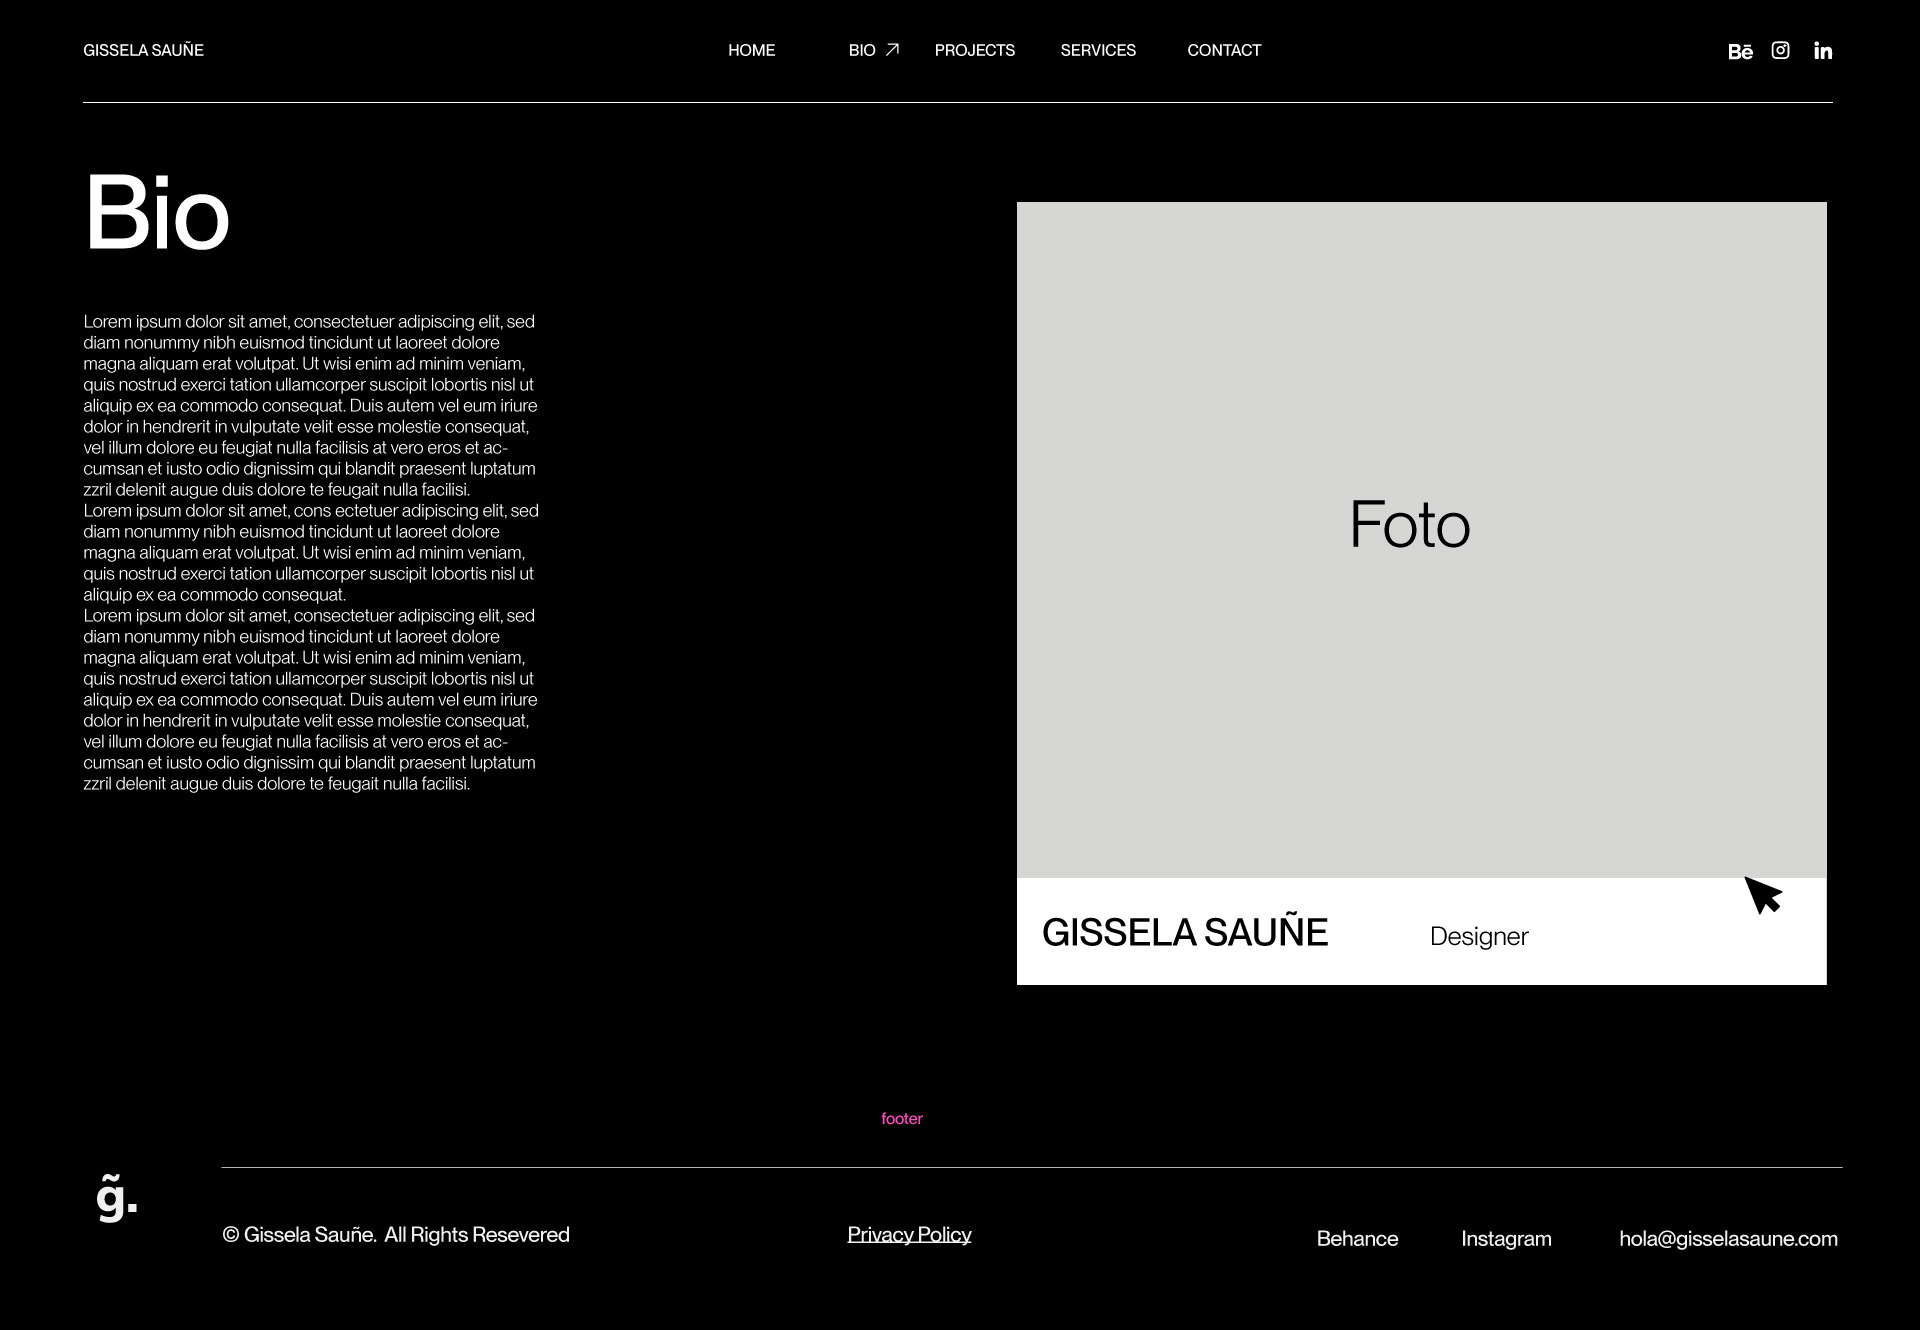 GISSELA SAUÑE
HOME BIO PROJECTS SERVICES CONTACT
Bē
in
Bio
Lorem ipsum dolor sit amet, consectetuer adipiscing elit, sed
diam nonummy nibh euismod tincidunt ut laoreet dolore
magna aliquam erat volutpat. Ut wisi enim ad minim veniam,
quis nostrud exerci tation ullamcorper suscipit lobortis nisl ut
aliquip ex ea commodo consequat. Duis autem vel eum iriure
dolor in hendrerit in vulputate velit esse molestie consequat,
vel illum dolore eu feugiat nulla facilisis at vero eros et ac-
cumsan et iusto odio dignissim qui blandit praesent luptatum
zzril delenit augue duis dolore te feugait nulla facilisi.
Lorem ipsum dolor sit amet, cons ectetuer adipiscing elit, sed
diam nonummy nibh euismod tincidunt ut laoreet dolore
magna aliquam erat volutpat. Ut wisi enim ad minim veniam,
quis nostrud exerci tation ullamcorper suscipit lobortis nisl ut
aliquip ex ea commodo consequat.
Lorem ipsum dolor sit amet, consectetuer adipiscing elit, sed
diam nonummy nibh euismod tincidunt ut laoreet dolore
magna aliquam erat volutpat. Ut wisi enim ad minim veniam,
quis nostrud exerci tation ullamcorper suscipit lobortis nisl ut
aliquip ex ea commodo consequat. Duis autem vel eum iriure
dolor in hendrerit in vulputate velit esse molestie consequat,
vel illum dolore eu feugiat nulla facilisis at vero eros et ac-
cumsan et iusto odio dignissim qui blandit praesent luptatum
zzril delenit augue duis dolore te feugait nulla facilisi.
Foto
GISSELA SAUÑE Designer
footer
g̃.
© Gissela Sauñe. All Rights Resevered
Privacy Policy
Behance Instagram hola@gisselasaune.com